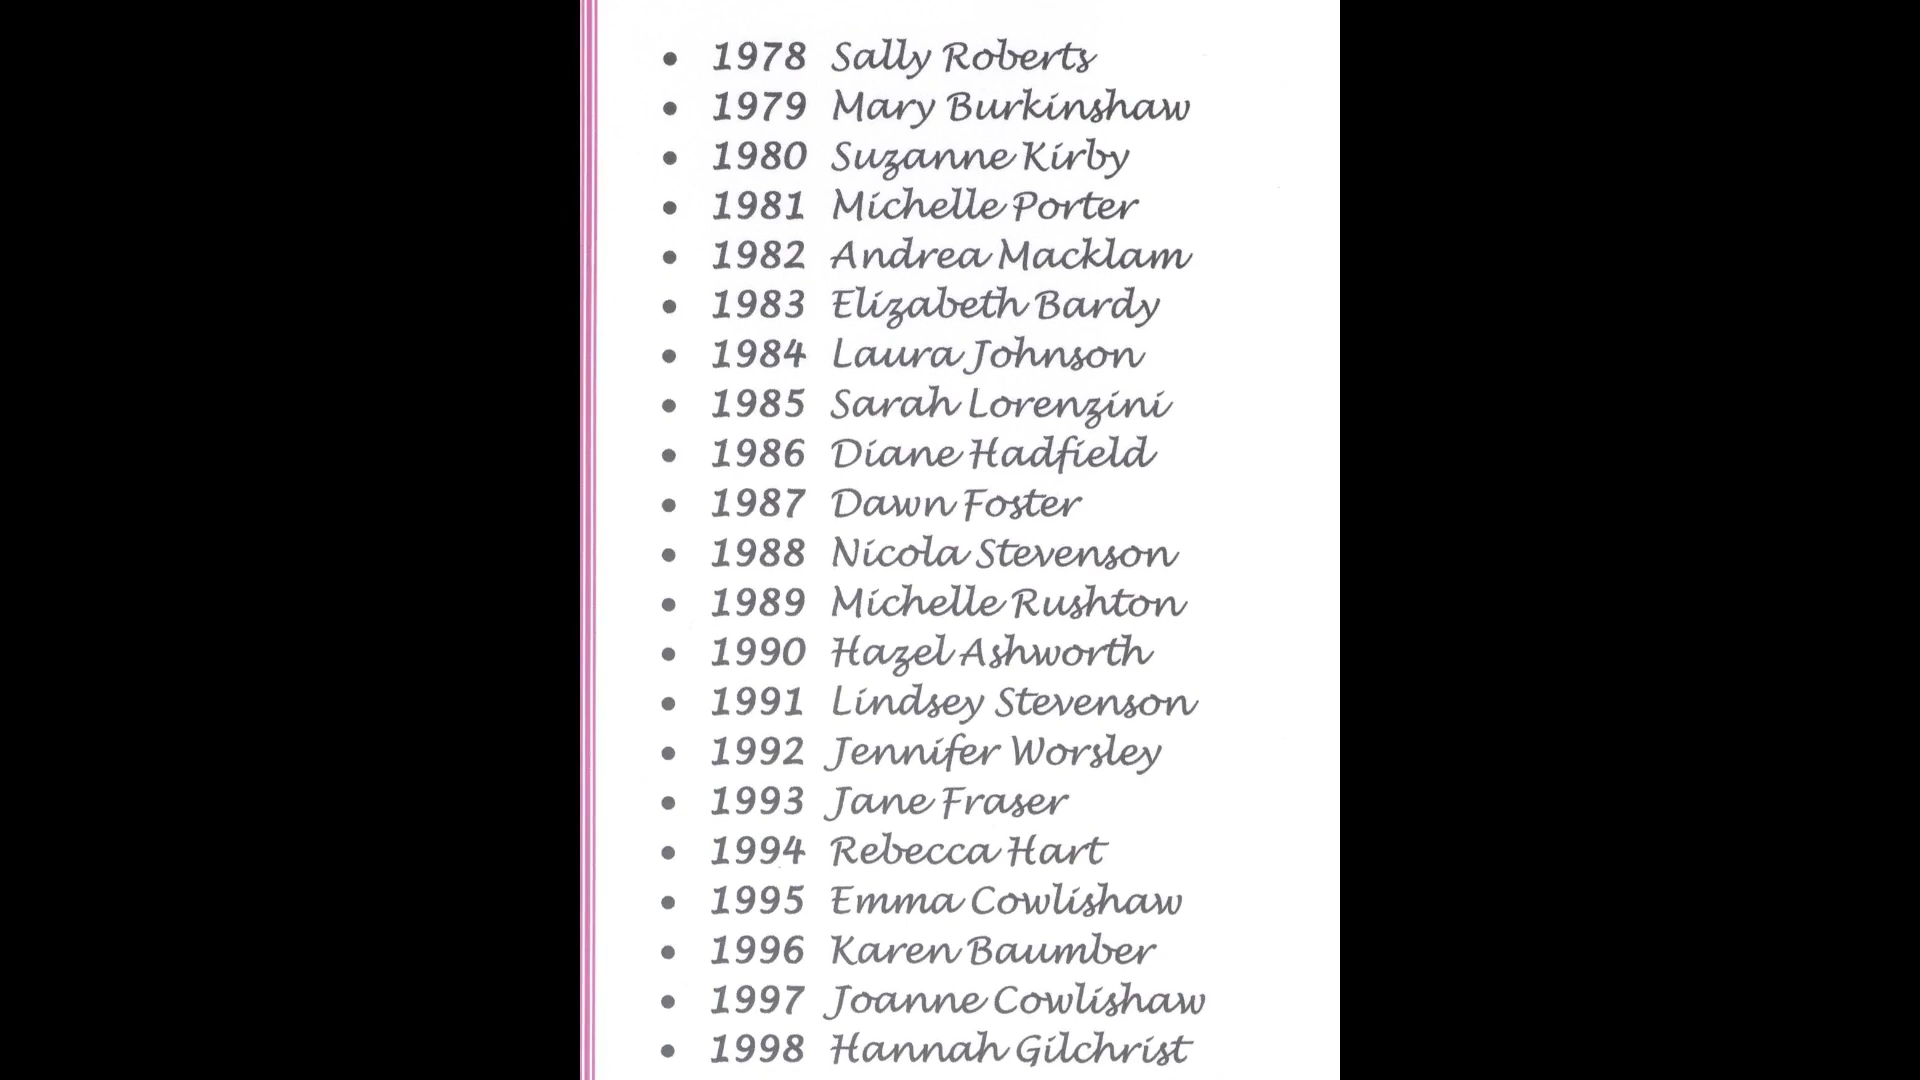 • 1978 Sally Roberts
• 1979 Mary Burkinshaw
• 1980 Suzanne Kirby
• 1981 Michelle Porter
• 1982 Andrea Macklam
• 1983 Elizabeth Bardy
• 1984 Laura Johnson
• 1985 Sarah Lorenzini
• 1986 Diane Hadfield
• 1987 Dawn Foster
• 1988 Nicola Stevenson
• 1989 Michelle Rushton
• 1990 Hazel Ashworth
• 1991 Lindsey Stevenson
• 1992 Jennifer Worsley
• 1993 Jane Fraser
• 1994 Rebecca Hart
• 1995 Emma Cowlishaw
• 1996 Karen Baumber
• 1997 Joanne Cowlishaw
• 1998 Hannah Gilchrist